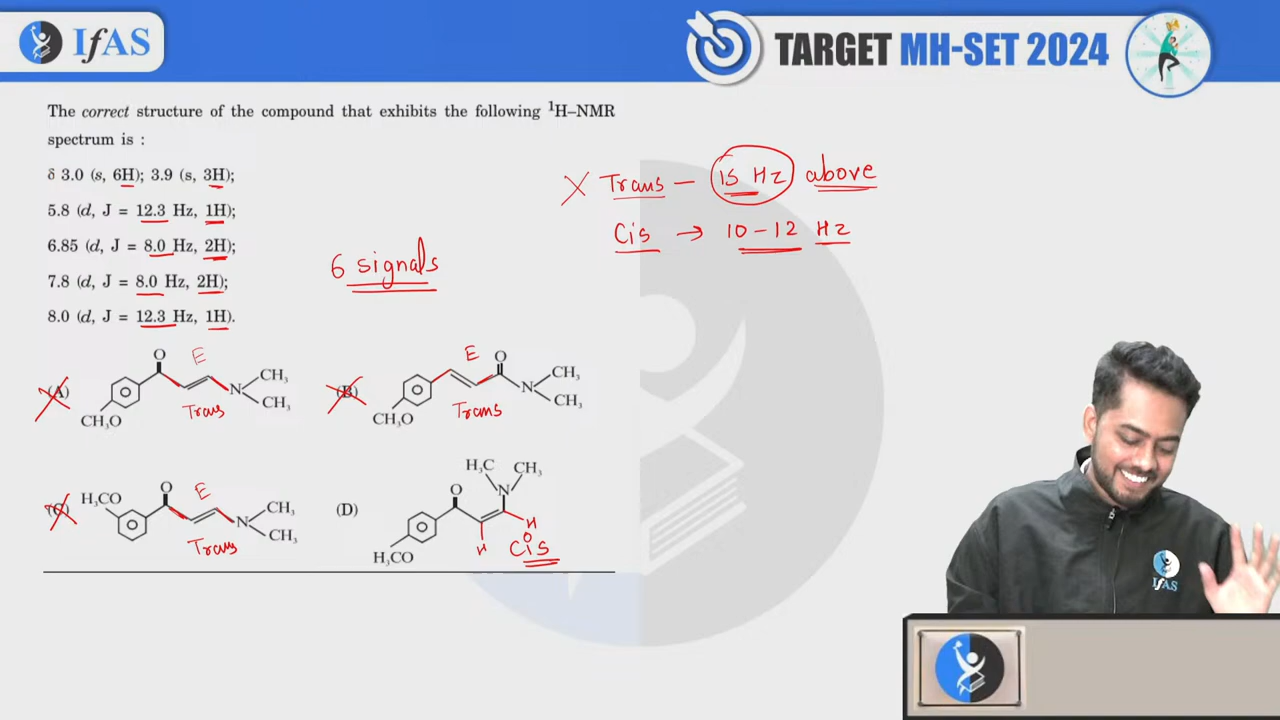 IfAS
TARGET MH-SET 2024
The correct structure of the compound that exhibits the following ¹H–NMR
spectrum is :
δ 3.0 (s, 6H); 3.9 (s, 3H);
5.8 (d, J = 12.3 Hz, 1H);
6.85 (d, J = 8.0 Hz, 2H);
7.8 (d, J = 8.0 Hz, 2H);
8.0 (d, J = 12.3 Hz, 1H).
6 signals
X Trans – 15 Hz above
Cis → 10-12 Hz
(A)
O
E
N
CH₃
CH₃
Trans
CH₃O
(B)
E
O
N
CH₃
CH₃
Trans
CH₃O
(C)
H₃CO
O
E
N
CH₃
CH₃
Trans
(D)
H₃C CH₃
O
N
H
H
Cis
H₃CO
IfAS